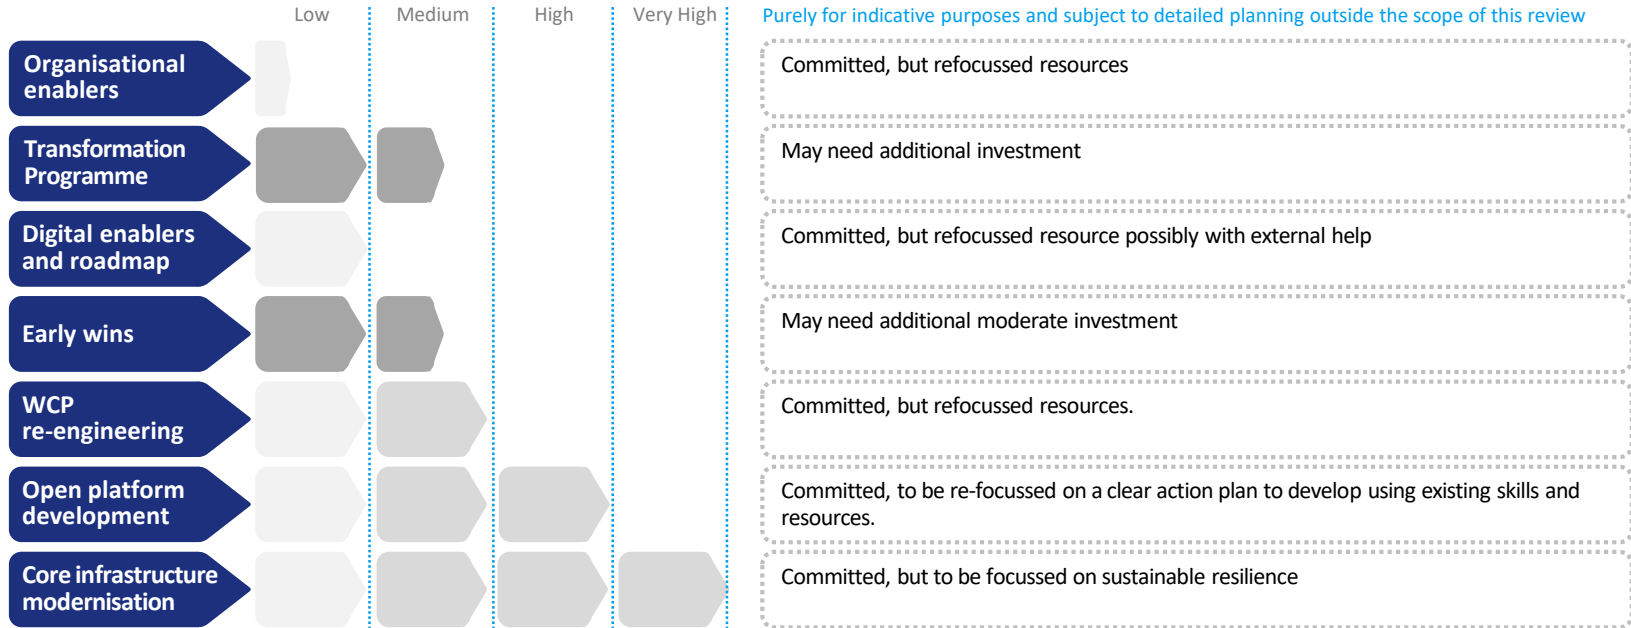 Low Medium High Very High Purely for indicative purposes and subject to detailed planning outside the scope of this review
Organisational
enablers
Committed, but refocussed resources
Transformation
Programme
May need additional investment
Digital enablers
and roadmap
Committed, but refocussed resource possibly with external help
Early wins
May need additional moderate investment
WCP
re-engineering
Committed, but refocussed resources.
Open platform
development
Committed, to be re-focussed on a clear action plan to develop using existing skills and
resources.
Core infrastructure
modernisation
Committed, but to be focussed on sustainable resilience